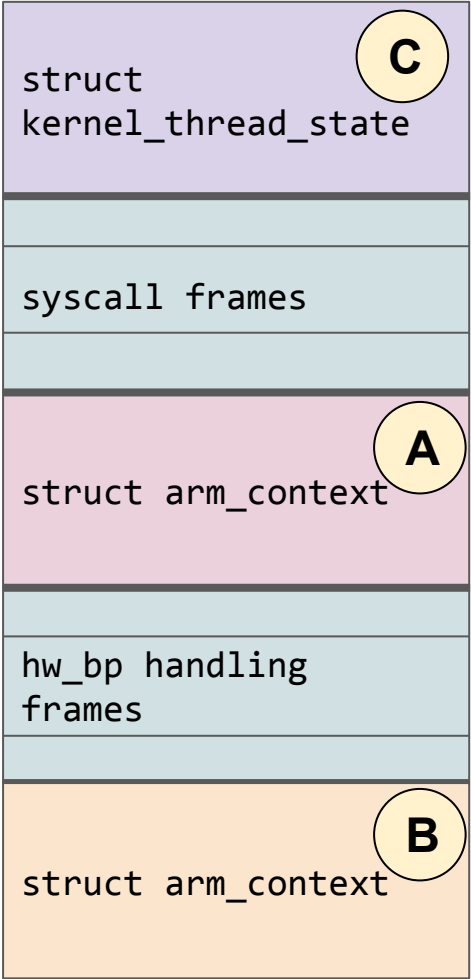 C
struct
kernel_thread_state
syscall frames
A
struct arm_context
hw_bp handling
frames
B
struct arm_context